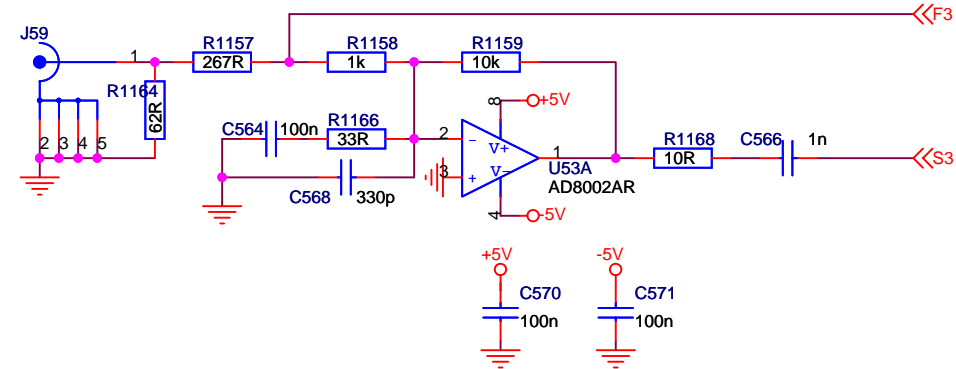 F3
J59
1
R1157
267R
R1158
1k
R1159
10k
R1164
62R
2
3
4
5
C564
100n
R1166
33R
C568
330p
8
+5V
2
-
V+
1
3
+
V-
U53A
AD8002AR
4
-5V
R1168
10R
C566
1n
S3
+5V
C570
100n
-5V
C571
100n